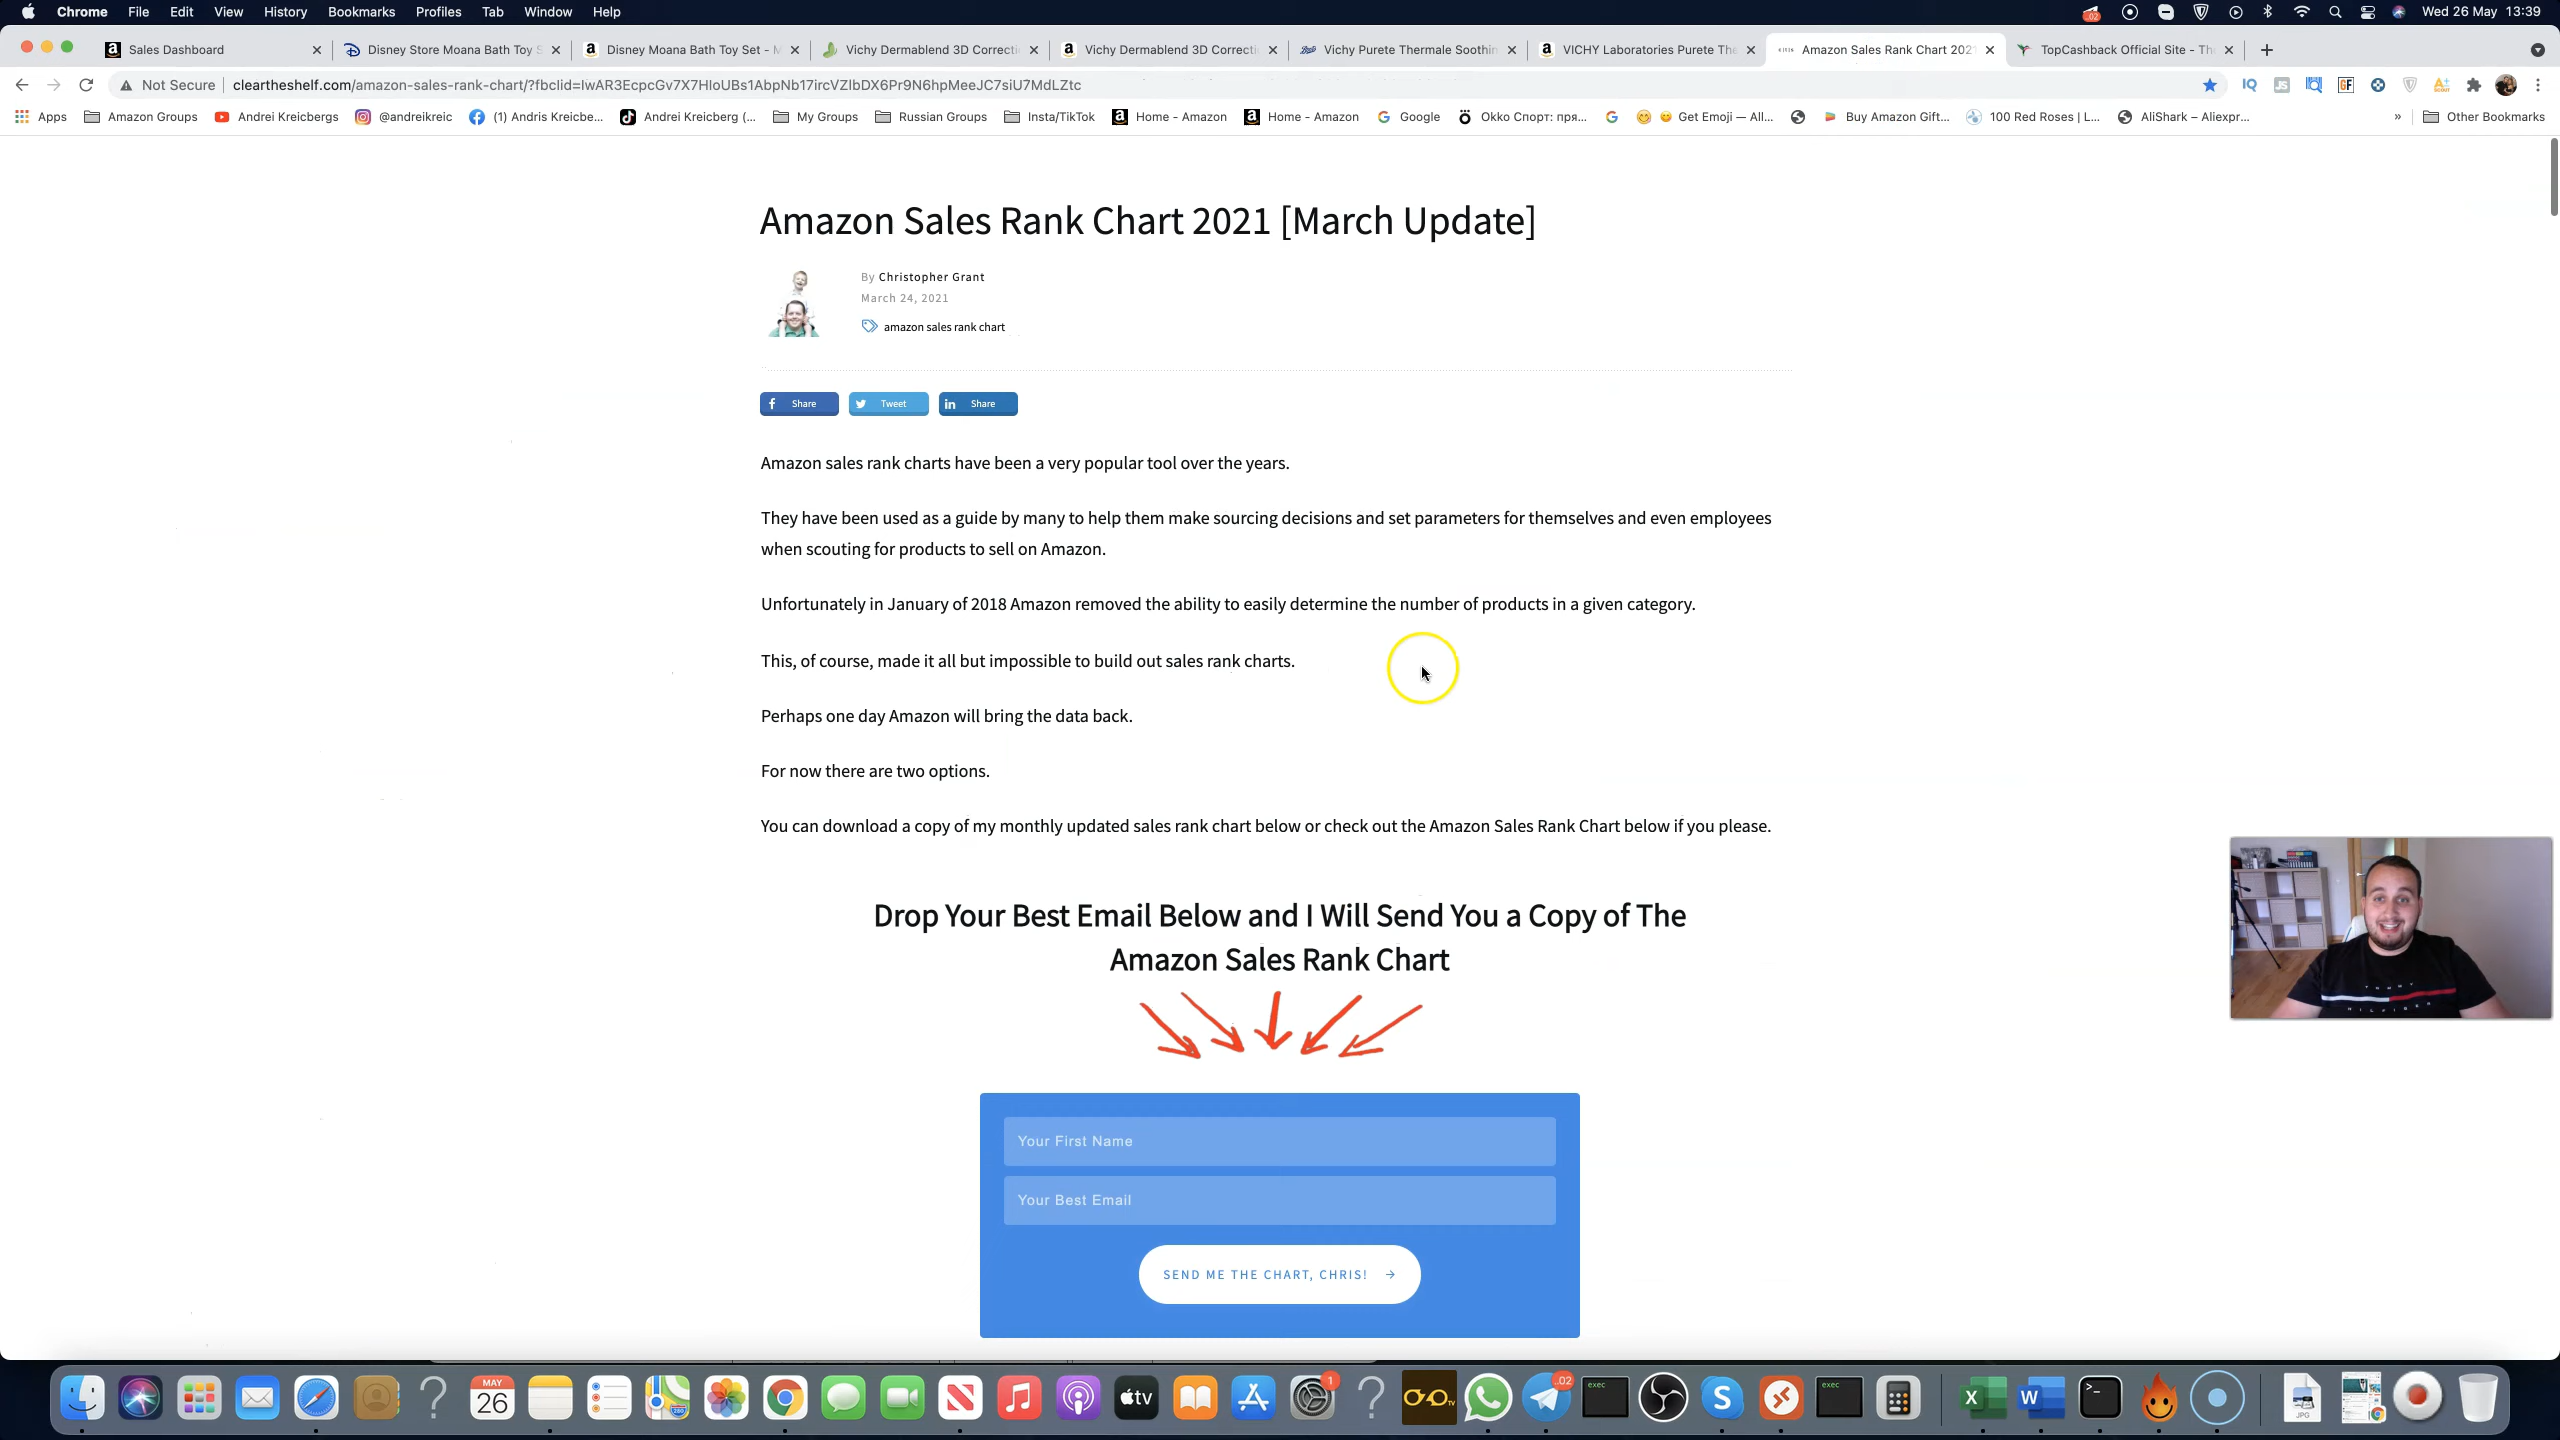 Chrome File Edit View History Bookmarks Profiles Tab Window Help Wed 26 May 13:39
Sales Dashboard Disney Store Moana Bath Toy S Disney Moana Bath Toy Set - M Vichy Dermablend 3D Correcti Vichy Dermablend 3D Correcti Vichy Purete Thermale Soothin VICHY Laboratories Purete The Amazon Sales Rank Chart 202 TopCashback Official Site - The
Not Secure cleartheshelf.com/amazon-sales-rank-chart/?fbclid=IwAR3EcpcGv7X7HIoUBs1AbpNb17ircVZlbDX6Pr9N6hpMeeJC7siU7MdLZtc
Apps Amazon Groups Andrei Kreicbergs @andreikreic (1) Andris Kreicbe... Andrei Kreicberg (... My Groups Russian Groups Insta/TikTok Home - Amazon Home - Amazon Google Okko Спорт: пря... Get Emoji — All... Buy Amazon Gift... 100 Red Roses | L... AliShark – Aliexpr... » Other Bookmarks
Amazon Sales Rank Chart 2021 [March Update]
By Christopher Grant
March 24, 2021
amazon sales rank chart
Share Tweet Share
Amazon sales rank charts have been a very popular tool over the years.
They have been used as a guide by many to help them make sourcing decisions and set parameters for themselves and even employees
when scouting for products to sell on Amazon.
Unfortunately in January of 2018 Amazon removed the ability to easily determine the number of products in a given category.
This, of course, made it all but impossible to build out sales rank charts.
Perhaps one day Amazon will bring the data back.
For now there are two options.
You can download a copy of my monthly updated sales rank chart below or check out the Amazon Sales Rank Chart below if you please.
Drop Your Best Email Below and I Will Send You a Copy of The
Amazon Sales Rank Chart
Your First Name
Your Best Email
SEND ME THE CHART, CHRIS!
MAY
26
tv
exec
exec
JPG